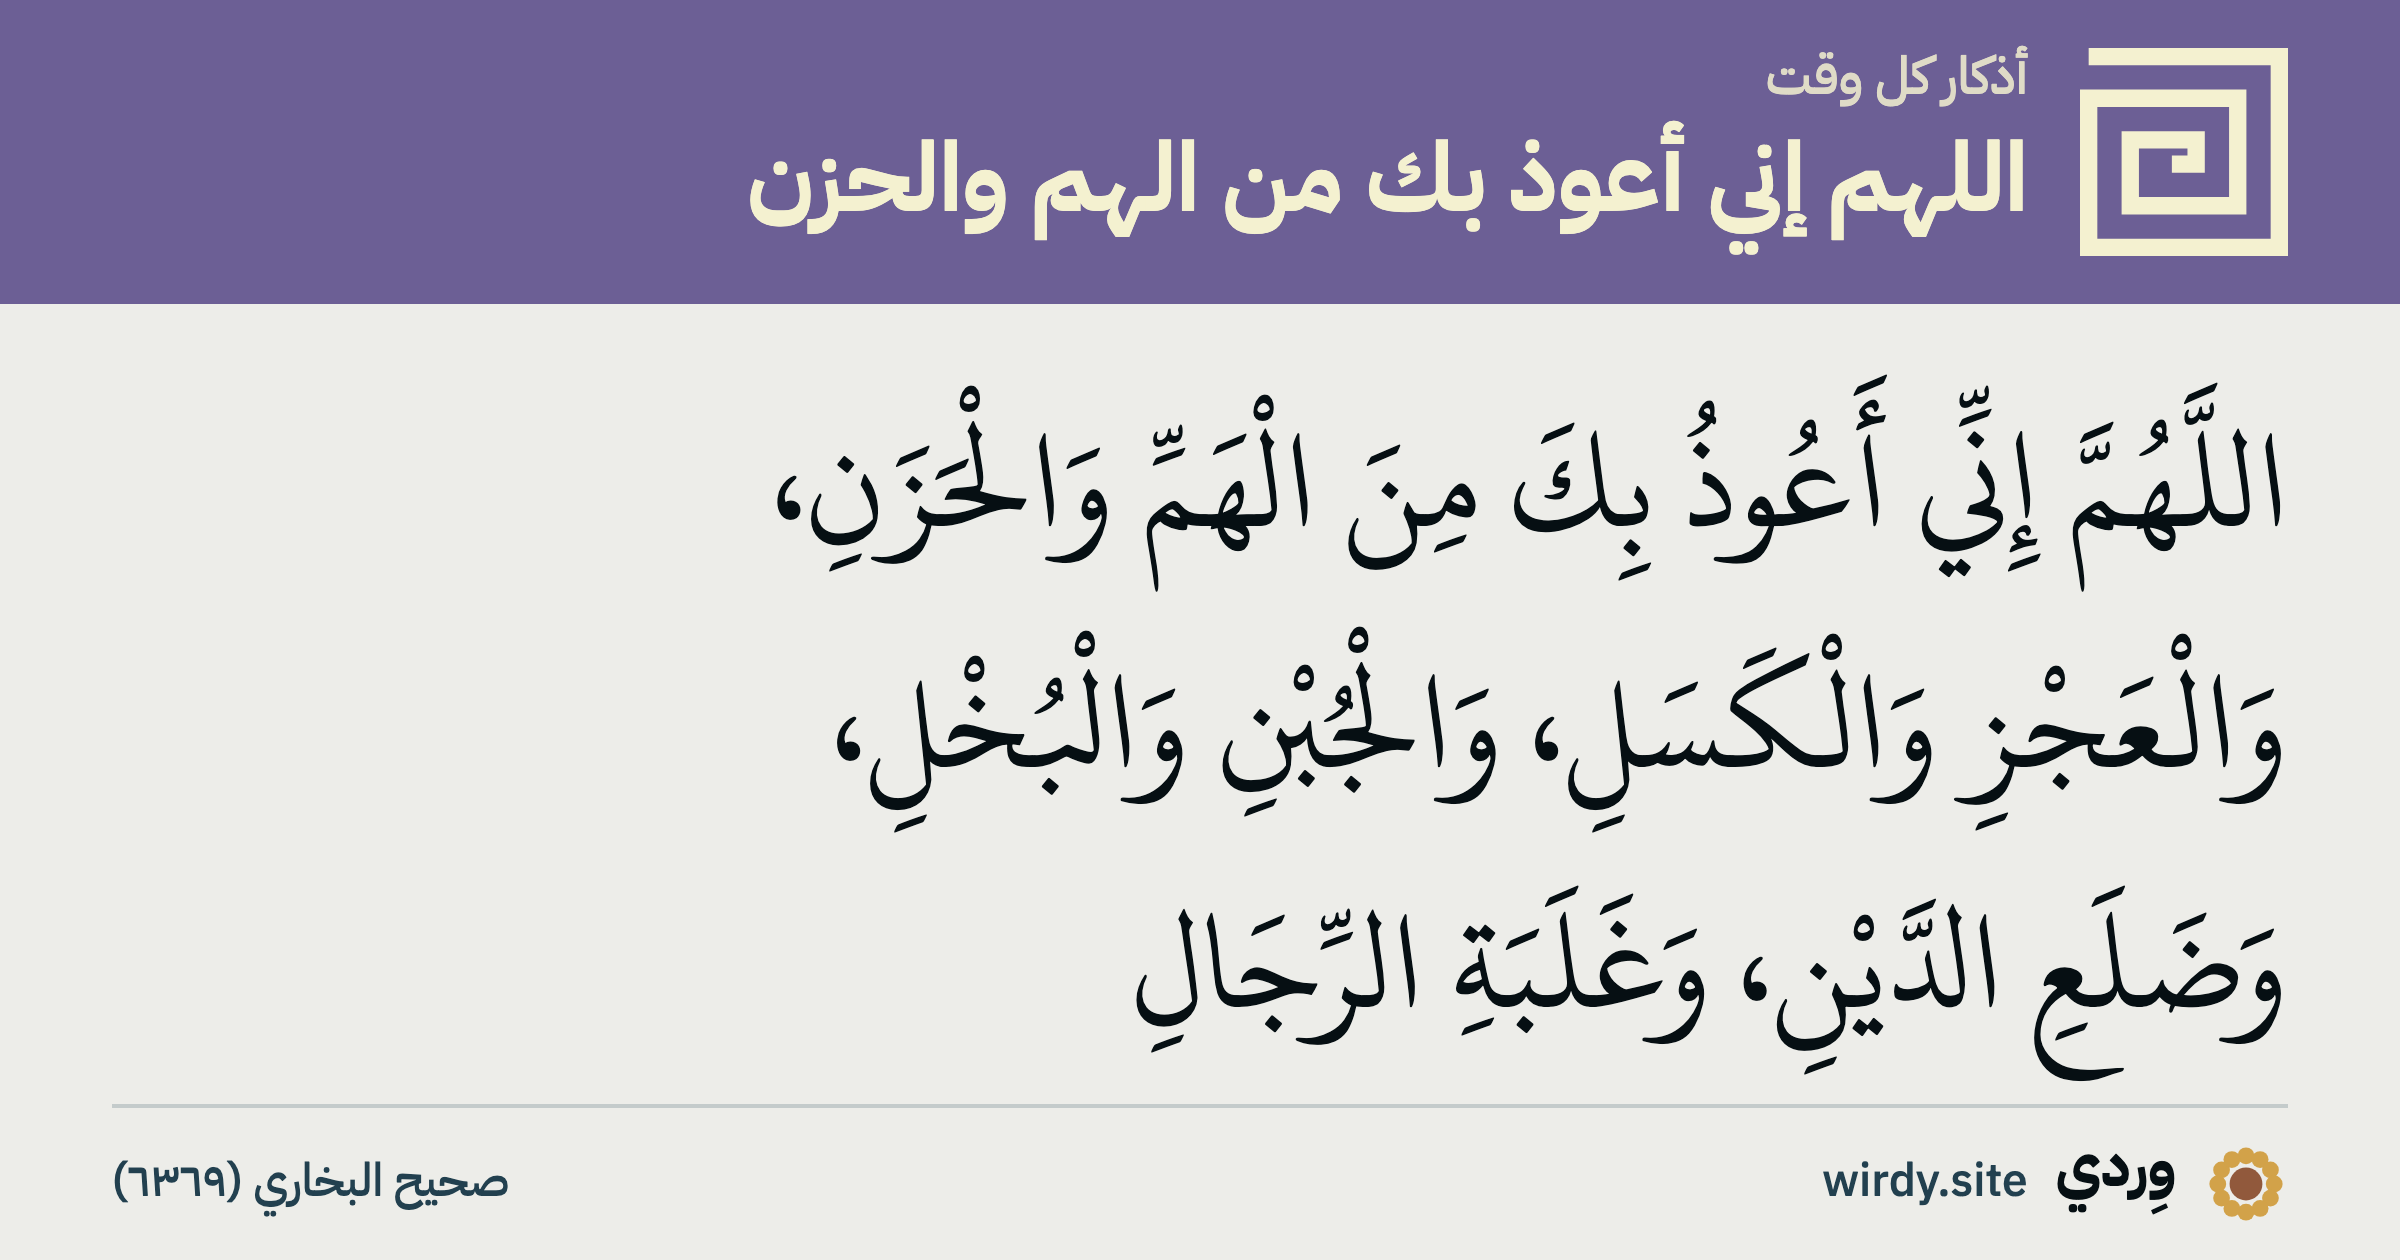 أذكار كل وقت
اللهم إني أعوذ بك من الهم والحزن
اللَّهُمَّ إِنِّي أَعُوذُ بِكَ مِنَ الْهَمِّ وَالْحَزَنِ،
وَالْعَجْزِ وَالْكَسَلِ، وَالْجُبْنِ وَالْبُخْلِ،
وَضَلَعِ الدَّيْنِ، وَغَلَبَةِ الرِّجَالِ
وِردي wirdy.site
صحيح البخاري (٦٣٦٩)